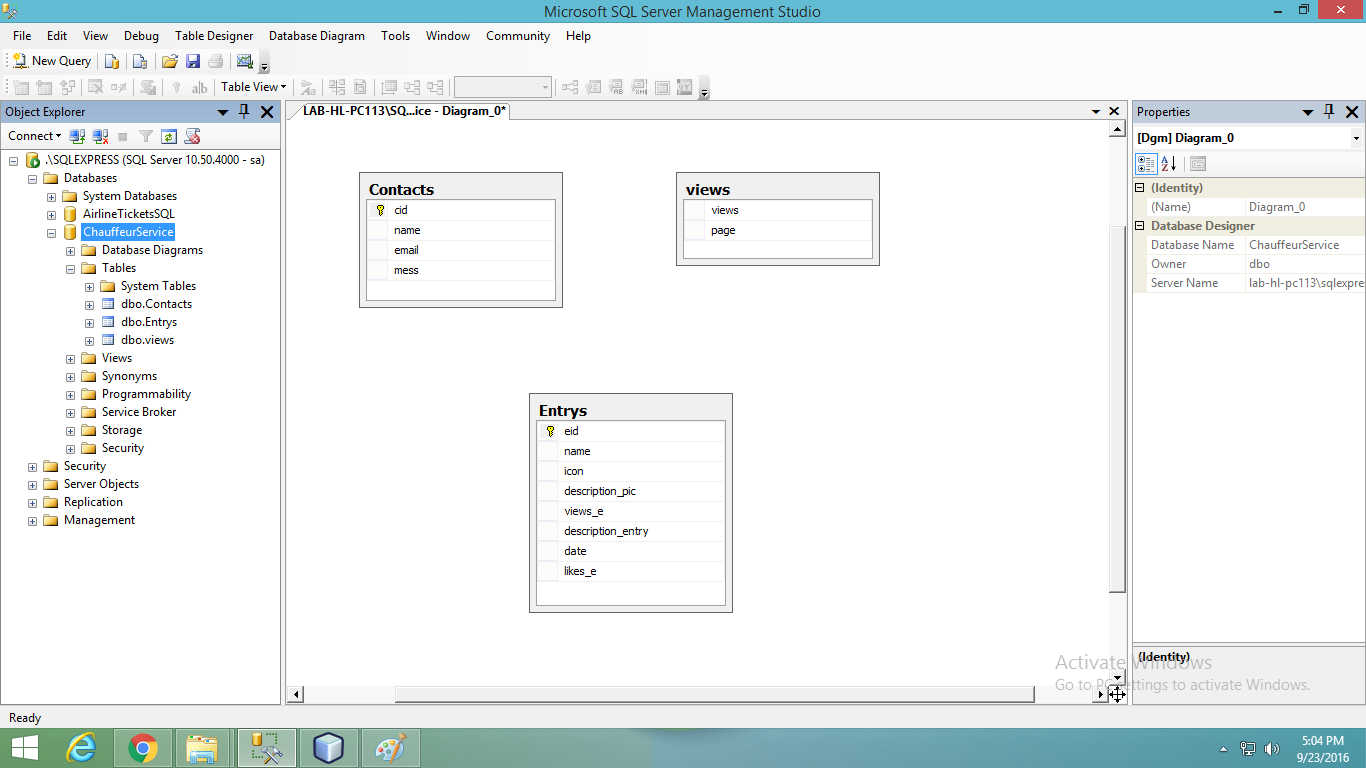 Microsoft SQL Server Management Studio
File Edit View Debug Table Designer Database Diagram Tools Window Community Help
New Query
Table View
Object Explorer
Connect
.\SQLEXPRESS (SQL Server 10.50.4000 - sa)
Databases
System Databases
AirlineTicketsSQL
ChauffeurService
Database Diagrams
Tables
System Tables
dbo.Contacts
dbo.Entrys
dbo.views
Views
Synonyms
Programmability
Service Broker
Storage
Security
Security
Server Objects
Replication
Management
LAB-HL-PC113\SQ...ice - Diagram_0*
Contacts
cid
name
email
mess
views
views
page
Entrys
eid
name
icon
description_pic
views_e
description_entry
date
likes_e
Properties
[Dgm] Diagram_0
(Identity)
(Name) Diagram_0
Database Designer
Database Name ChauffeurService
Owner dbo
Server Name lab-hl-pc113\sqlexpre
(Identity)
Activate Windows
Go to PC settings to activate Windows.
Ready
5:04 PM
9/23/2016